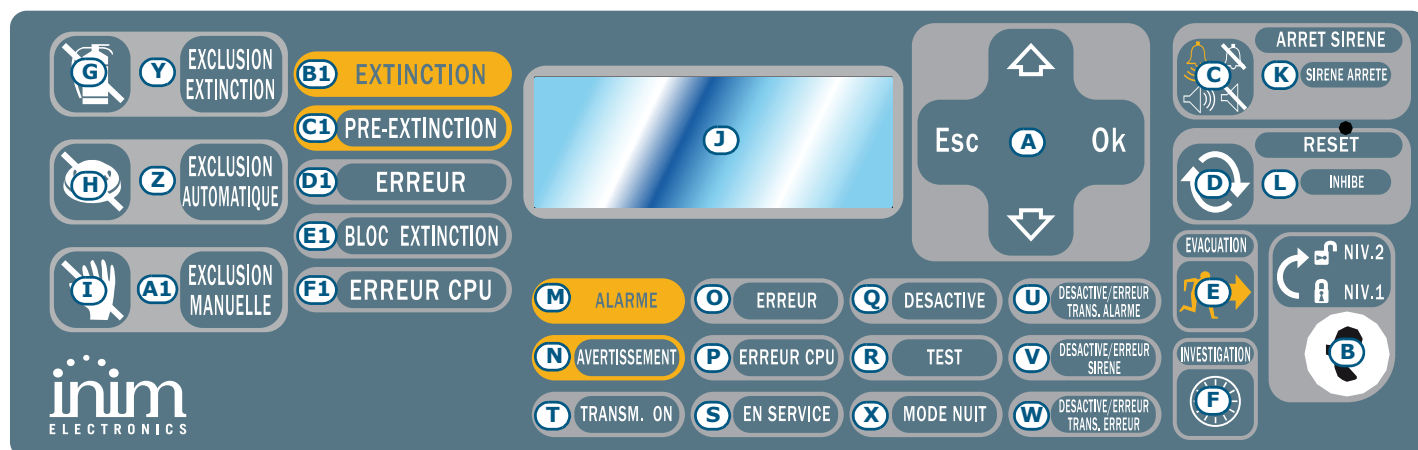 G
Y
EXCLUSION
EXTINCTION
H
Z
EXCLUSION
AUTOMATIQUE
I
A1
EXCLUSION
MANUELLE
inim
ELECTRONICS
B1 EXTINCTION
C1 PRE-EXTINCTION
D1 ERREUR
E1 BLOC EXTINCTION
F1 ERREUR CPU
J
Esc A Ok
M ALARME
O ERREUR
Q DESACTIVE
U DESACTIVE/ERREUR
TRANS. ALARME
N AVERTISSEMENT
P ERREUR CPU
R TEST
V DESACTIVE/ERREUR
SIRENE
T TRANSM. ON
S EN SERVICE
X MODE NUIT
W DESACTIVE/ERREUR
TRANS. ERREUR
ARRET SIRENE
C
K SIRENE ARRETE
RESET
D
L INHIBE
EVACUATION
E
INVESTIGATION
F
NIV.2
NIV.1
B